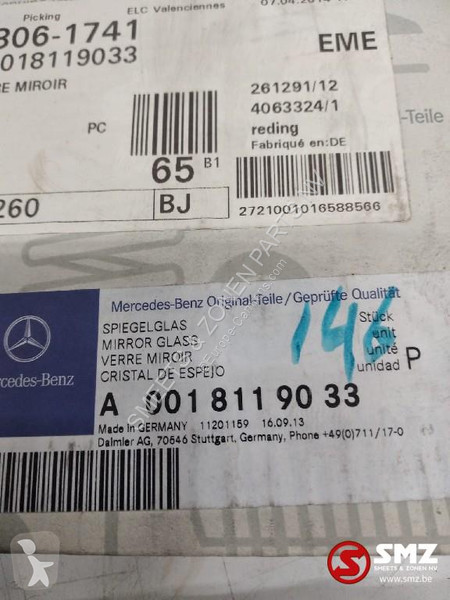 Picking
ELC Valenciennes
806-1741
EME
018119033
RE MIROIR
261291/12
4063324/1
PC
reding
Fabriqué en:DE
65 B1
260
BJ
2721001016588566
-Teile
Mercedes-Benz Original-Teile/Geprüfte Qualität
SPIEGELGLAS
MIRROR GLASS
VERRE MIROIR
CRISTAL DE ESPEJO
146
Stück
unit
unité
unidad P
rcedes-Benz
A 001 811 90 33
Made in GERMANY 11201159 16.09.13
Daimler AG, 70546 Stuttgart, Germany, Phone +49(0)711/17-0
SMZ
SMEETS & ZONEN NV
www.smz.be